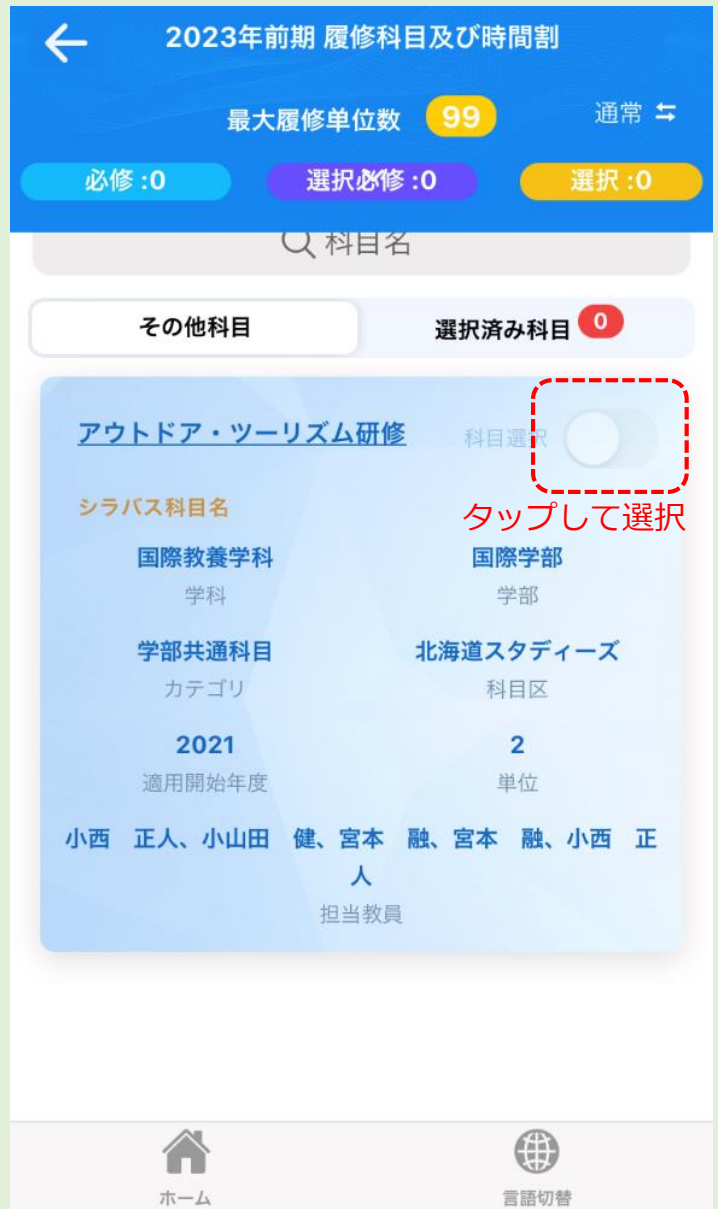 2023年前期 履修科目及び時間割
最大履修単位数 99 通常
必修 :0 選択必修 :0 選択 :0
科目名
その他科目 選択済み科目 0
アウトドア・ツーリズム研修 科目選択
タップして選択
シラバス科目名
国際教養学科 国際学部
学科 学部
学部共通科目 北海道スタディーズ
カテゴリ 科目区
2021 2
適用開始年度 単位
小西　正人、小山田　健、宮本　融、宮本　融、小西　正
人
担当教員
ホーム 言語切替